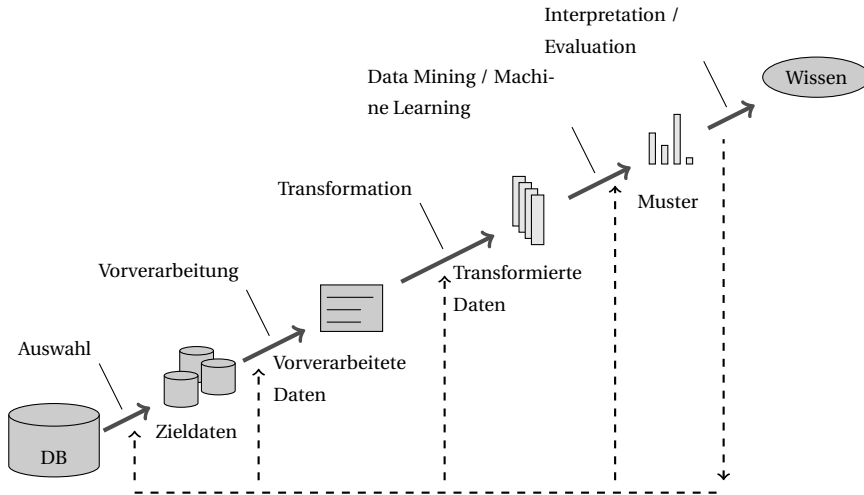 Interpretation /
Evaluation
Wissen
Data Mining / Machi-
ne Learning
Muster
Transformation
Transformierte
Daten
Vorverarbeitung
Vorverarbeitete
Daten
Auswahl
Zieldaten
DB